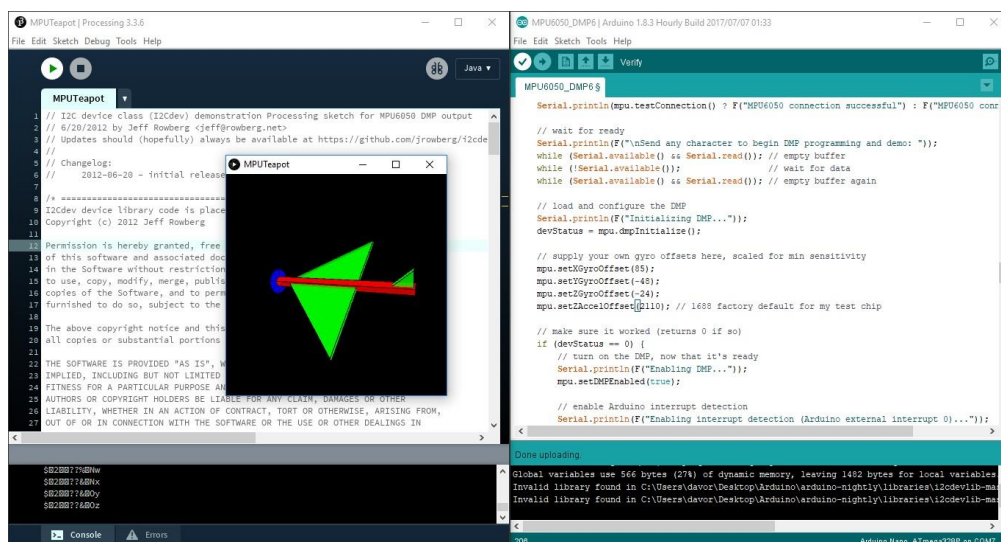 MPUTeapot | Processing 3.3.6
File Edit Sketch Debug Tools Help
Java ▼
MPUTeapot ▼
1 // I2C device class (I2Cdev) demonstration Processing sketch for MPU6050 DMP output
2 // 6/20/2012 by Jeff Rowberg <jeff@rowberg.net>
3 // Updates should (hopefully) always be available at https://github.com/jrowberg/i2cde
4 //
5 // Changelog:
6 // 2012-06-20 - initial release
7
8 /* ==============================
9 I2Cdev device library code is place
10 Copyright (c) 2012 Jeff Rowberg
11
12 Permission is hereby granted, free
13 of this software and associated doc
14 in the Software without restriction
15 to use, copy, modify, merge, publis
16 copies of the Software, and to perm
17 furnished to do so, subject to the
18
19 The above copyright notice and this
20 all copies or substantial portions
21
22 THE SOFTWARE IS PROVIDED "AS IS", W
23 IMPLIED, INCLUDING BUT NOT LIMITED
24 FITNESS FOR A PARTICULAR PURPOSE AN
25 AUTHORS OR COPYRIGHT HOLDERS BE LIABLE FOR ANY CLAIM, DAMAGES OR OTHER
26 LIABILITY, WHETHER IN AN ACTION OF CONTRACT, TORT OR OTHERWISE, ARISING FROM,
27 OUT OF OR IN CONNECTION WITH THE SOFTWARE OR THE USE OR OTHER DEALINGS IN
MPUTeapot
Console Errors
MPU6050_DMP6 | Arduino 1.8.3 Hourly Build 2017/07/07 01:33
File Edit Sketch Tools Help
Verify
MPU6050_DMP6 §
Serial.println(mpu.testConnection() ? F("MPU6050 connection successful") : F("MPU6050 conn
// wait for ready
Serial.println(F("\nSend any character to begin DMP programming and demo: "));
while (Serial.available() && Serial.read()); // empty buffer
while (!Serial.available()); // wait for data
while (Serial.available() && Serial.read()); // empty buffer again
// load and configure the DMP
Serial.println(F("Initializing DMP..."));
devStatus = mpu.dmpInitialize();
// supply your own gyro offsets here, scaled for min sensitivity
mpu.setXGyroOffset(85);
mpu.setYGyroOffset(-48);
mpu.setZGyroOffset(-24);
mpu.setZAccelOffset(2110); // 1688 factory default for my test chip
// make sure it worked (returns 0 if so)
if (devStatus == 0) {
// turn on the DMP, now that it's ready
Serial.println(F("Enabling DMP..."));
mpu.setDMPEnabled(true);
// enable Arduino interrupt detection
Serial.println(F("Enabling interrupt detection (Arduino external interrupt 0)..."));
Done uploading.
Global variables use 566 bytes (27%) of dynamic memory, leaving 1482 bytes for local variables.
Invalid library found in C:\Users\davor\Desktop\Arduino\arduino-nightly\libraries\i2cdevlib-mas
Invalid library found in C:\Users\davor\Desktop\Arduino\arduino-nightly\libraries\i2cdevlib-mas
206 Arduino Nano, ATmega328P on COM7